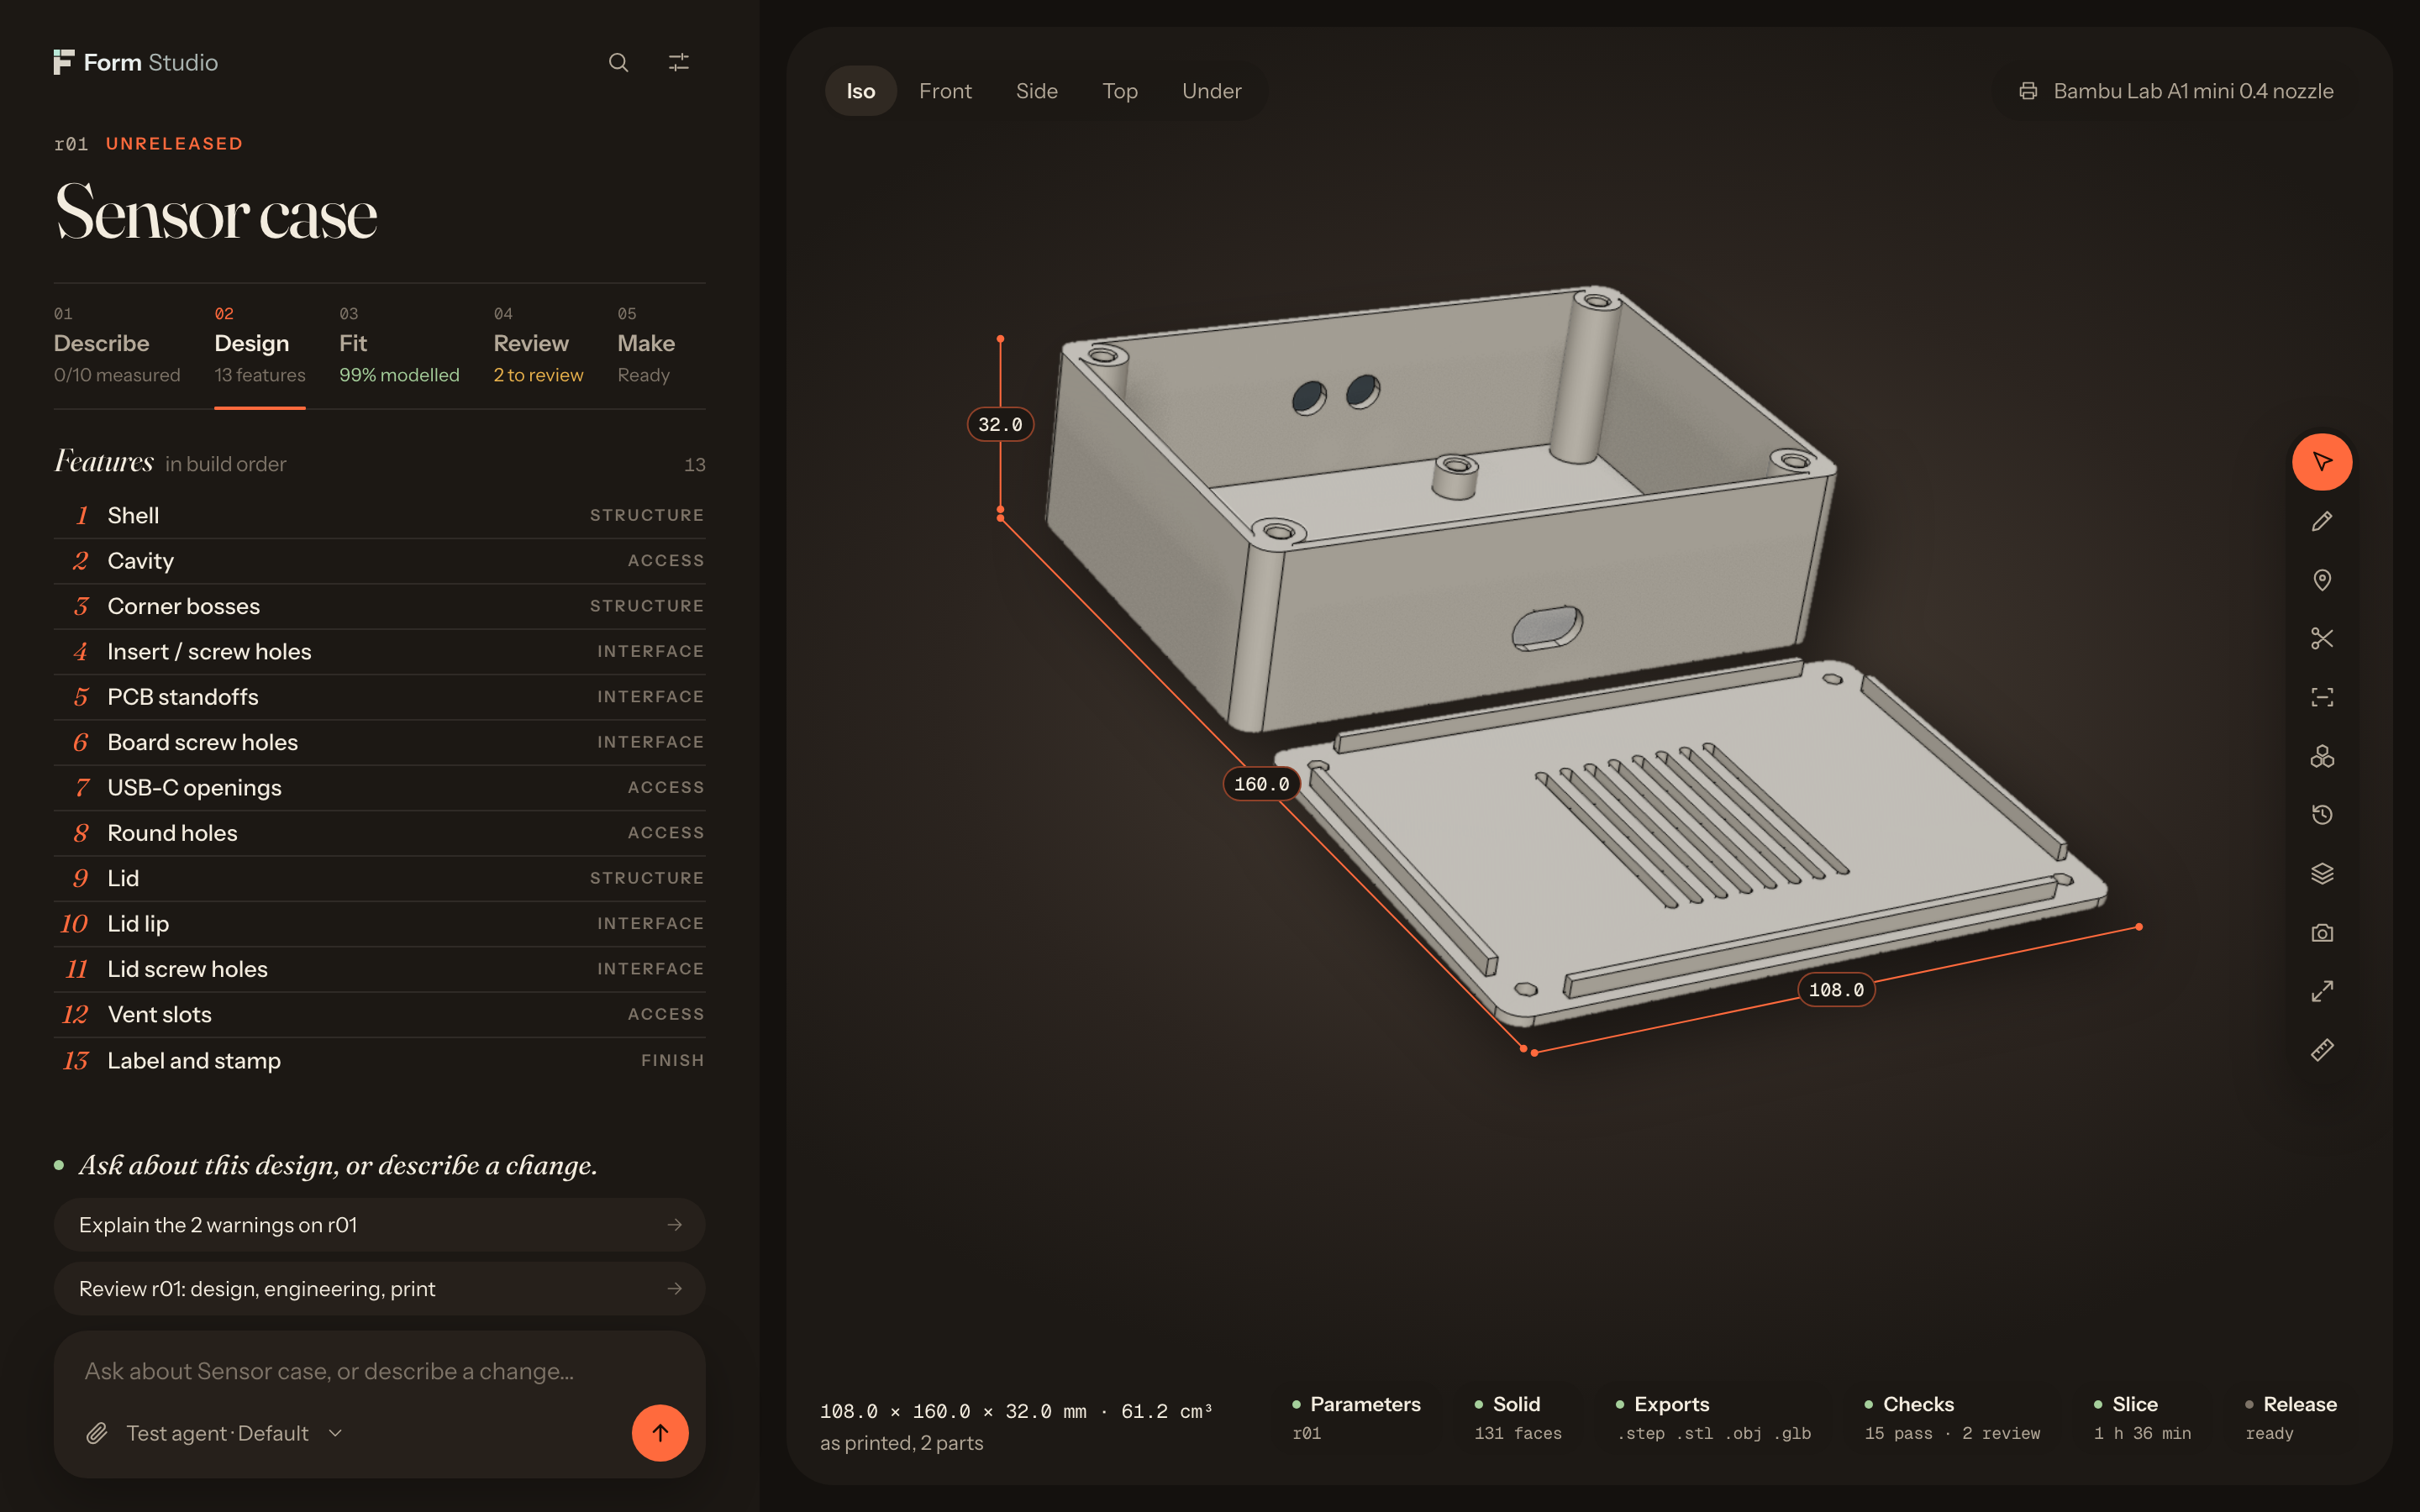 Form Studio
r01 UNRELEASED
Sensor case
01
Describe
0/10 measured
02
Design
13 features
03
Fit
99% modelled
04
Review
2 to review
05
Make
Ready
Features in build order 13
1 Shell STRUCTURE
2 Cavity ACCESS
3 Corner bosses STRUCTURE
4 Insert / screw holes INTERFACE
5 PCB standoffs INTERFACE
6 Board screw holes INTERFACE
7 USB-C openings ACCESS
8 Round holes ACCESS
9 Lid STRUCTURE
10 Lid lip INTERFACE
11 Lid screw holes INTERFACE
12 Vent slots ACCESS
13 Label and stamp FINISH
Ask about this design, or describe a change.
Explain the 2 warnings on r01 →
Review r01: design, engineering, print →
Ask about Sensor case, or describe a change...
Test agent · Default
Iso Front Side Top Under
Bambu Lab A1 mini 0.4 nozzle
32.0
160.0
108.0
108.0 × 160.0 × 32.0 mm · 61.2 cm³
as printed, 2 parts
Parameters
r01
Solid
131 faces
Exports
.step .stl .obj .glb
Checks
15 pass · 2 review
Slice
1 h 36 min
Release
ready